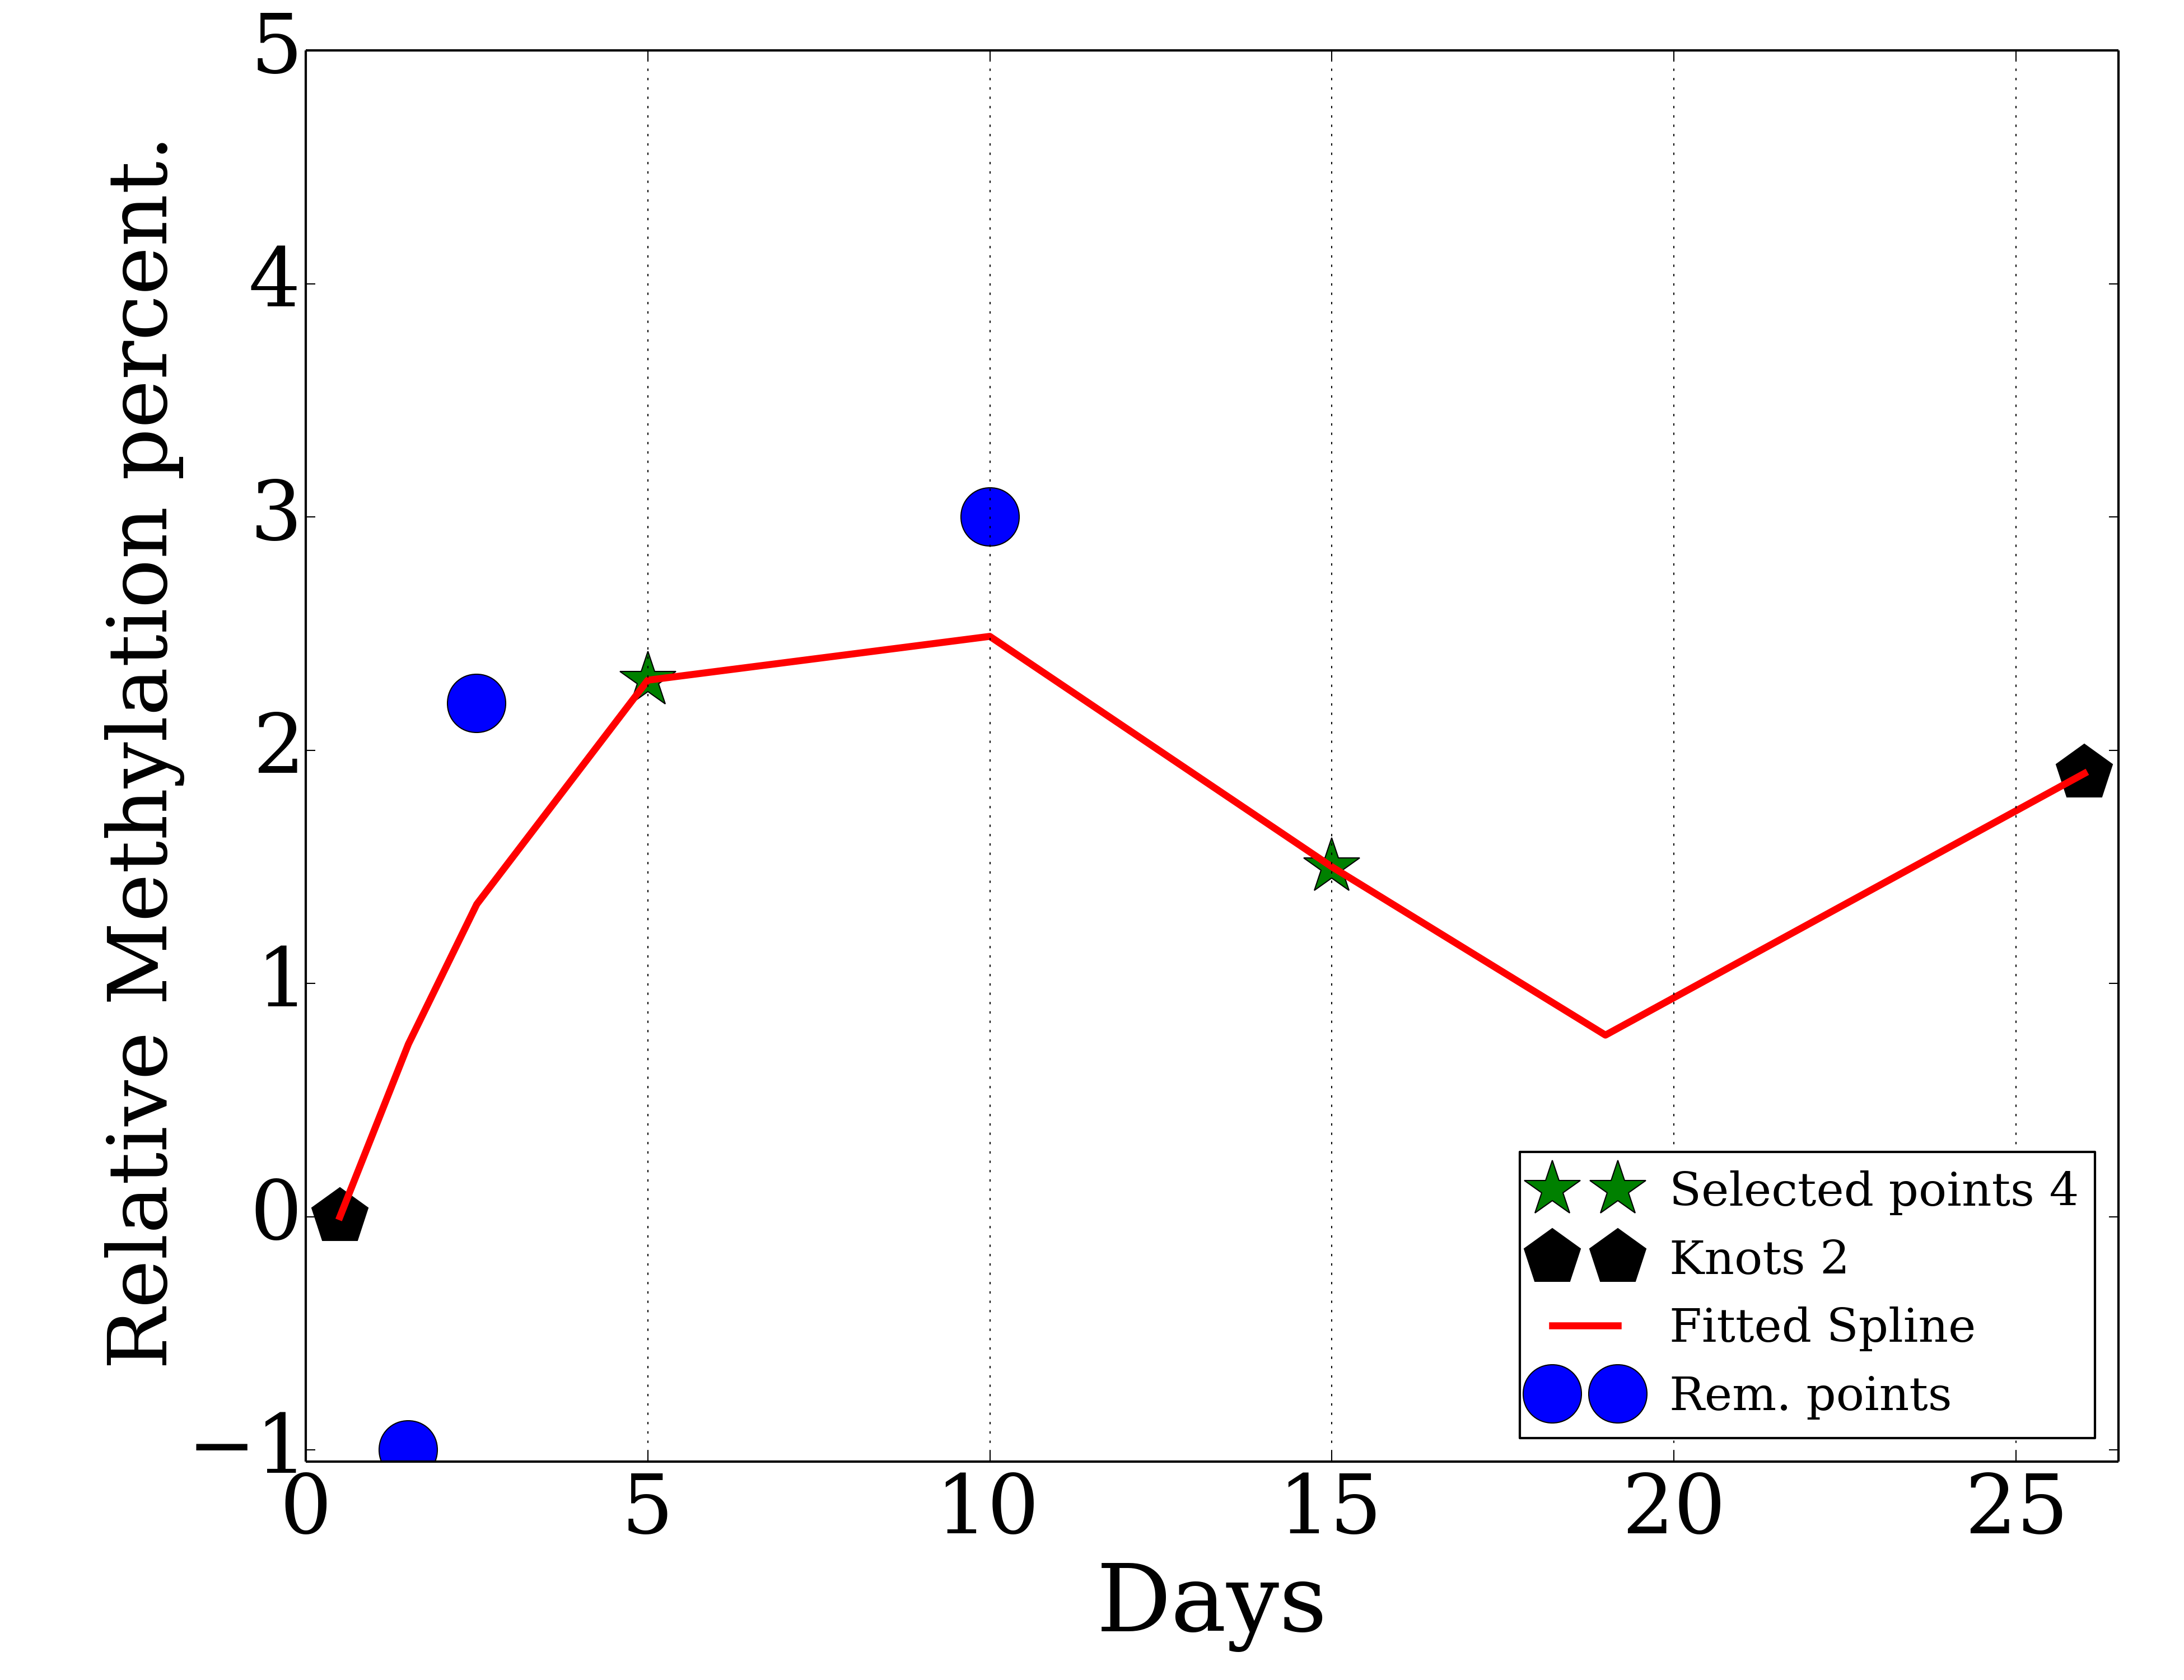 Relative Methylation percent.
5
4
3
2
1
0
−1
0 5 10 15 20 25
Days
Selected points 4
Knots 2
Fitted Spline
Rem. points